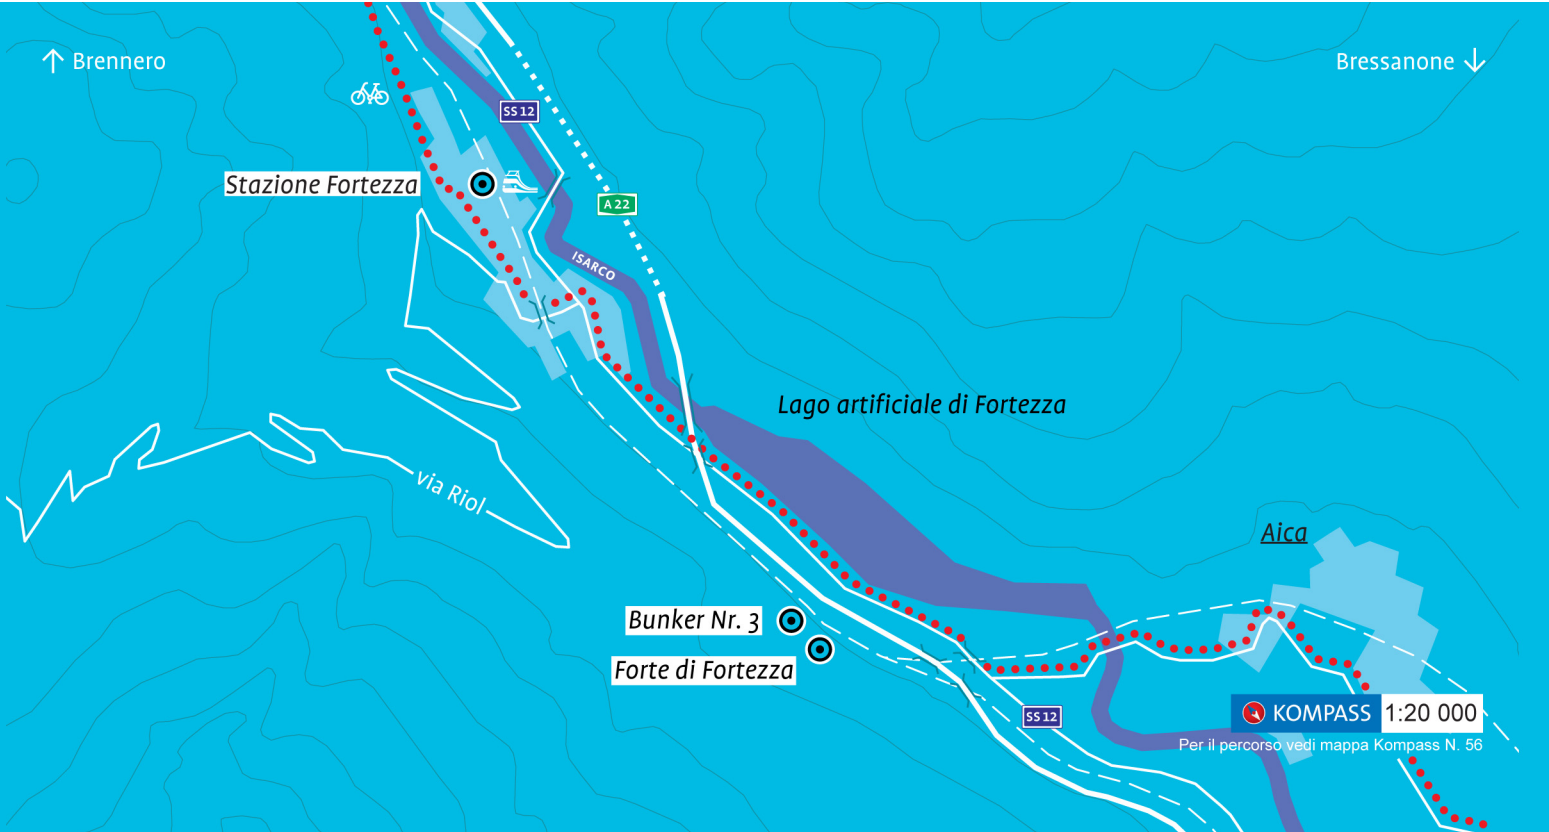 ↑ Brennero
Bressanone ↓
SS 12
Stazione Fortezza
A 22
ISARCO
Lago artificiale di Fortezza
via Riol
Aica
Bunker Nr. 3
Forte di Fortezza
SS 12
KOMPASS 1:20 000
Per il percorso vedi mappa Kompass N. 56